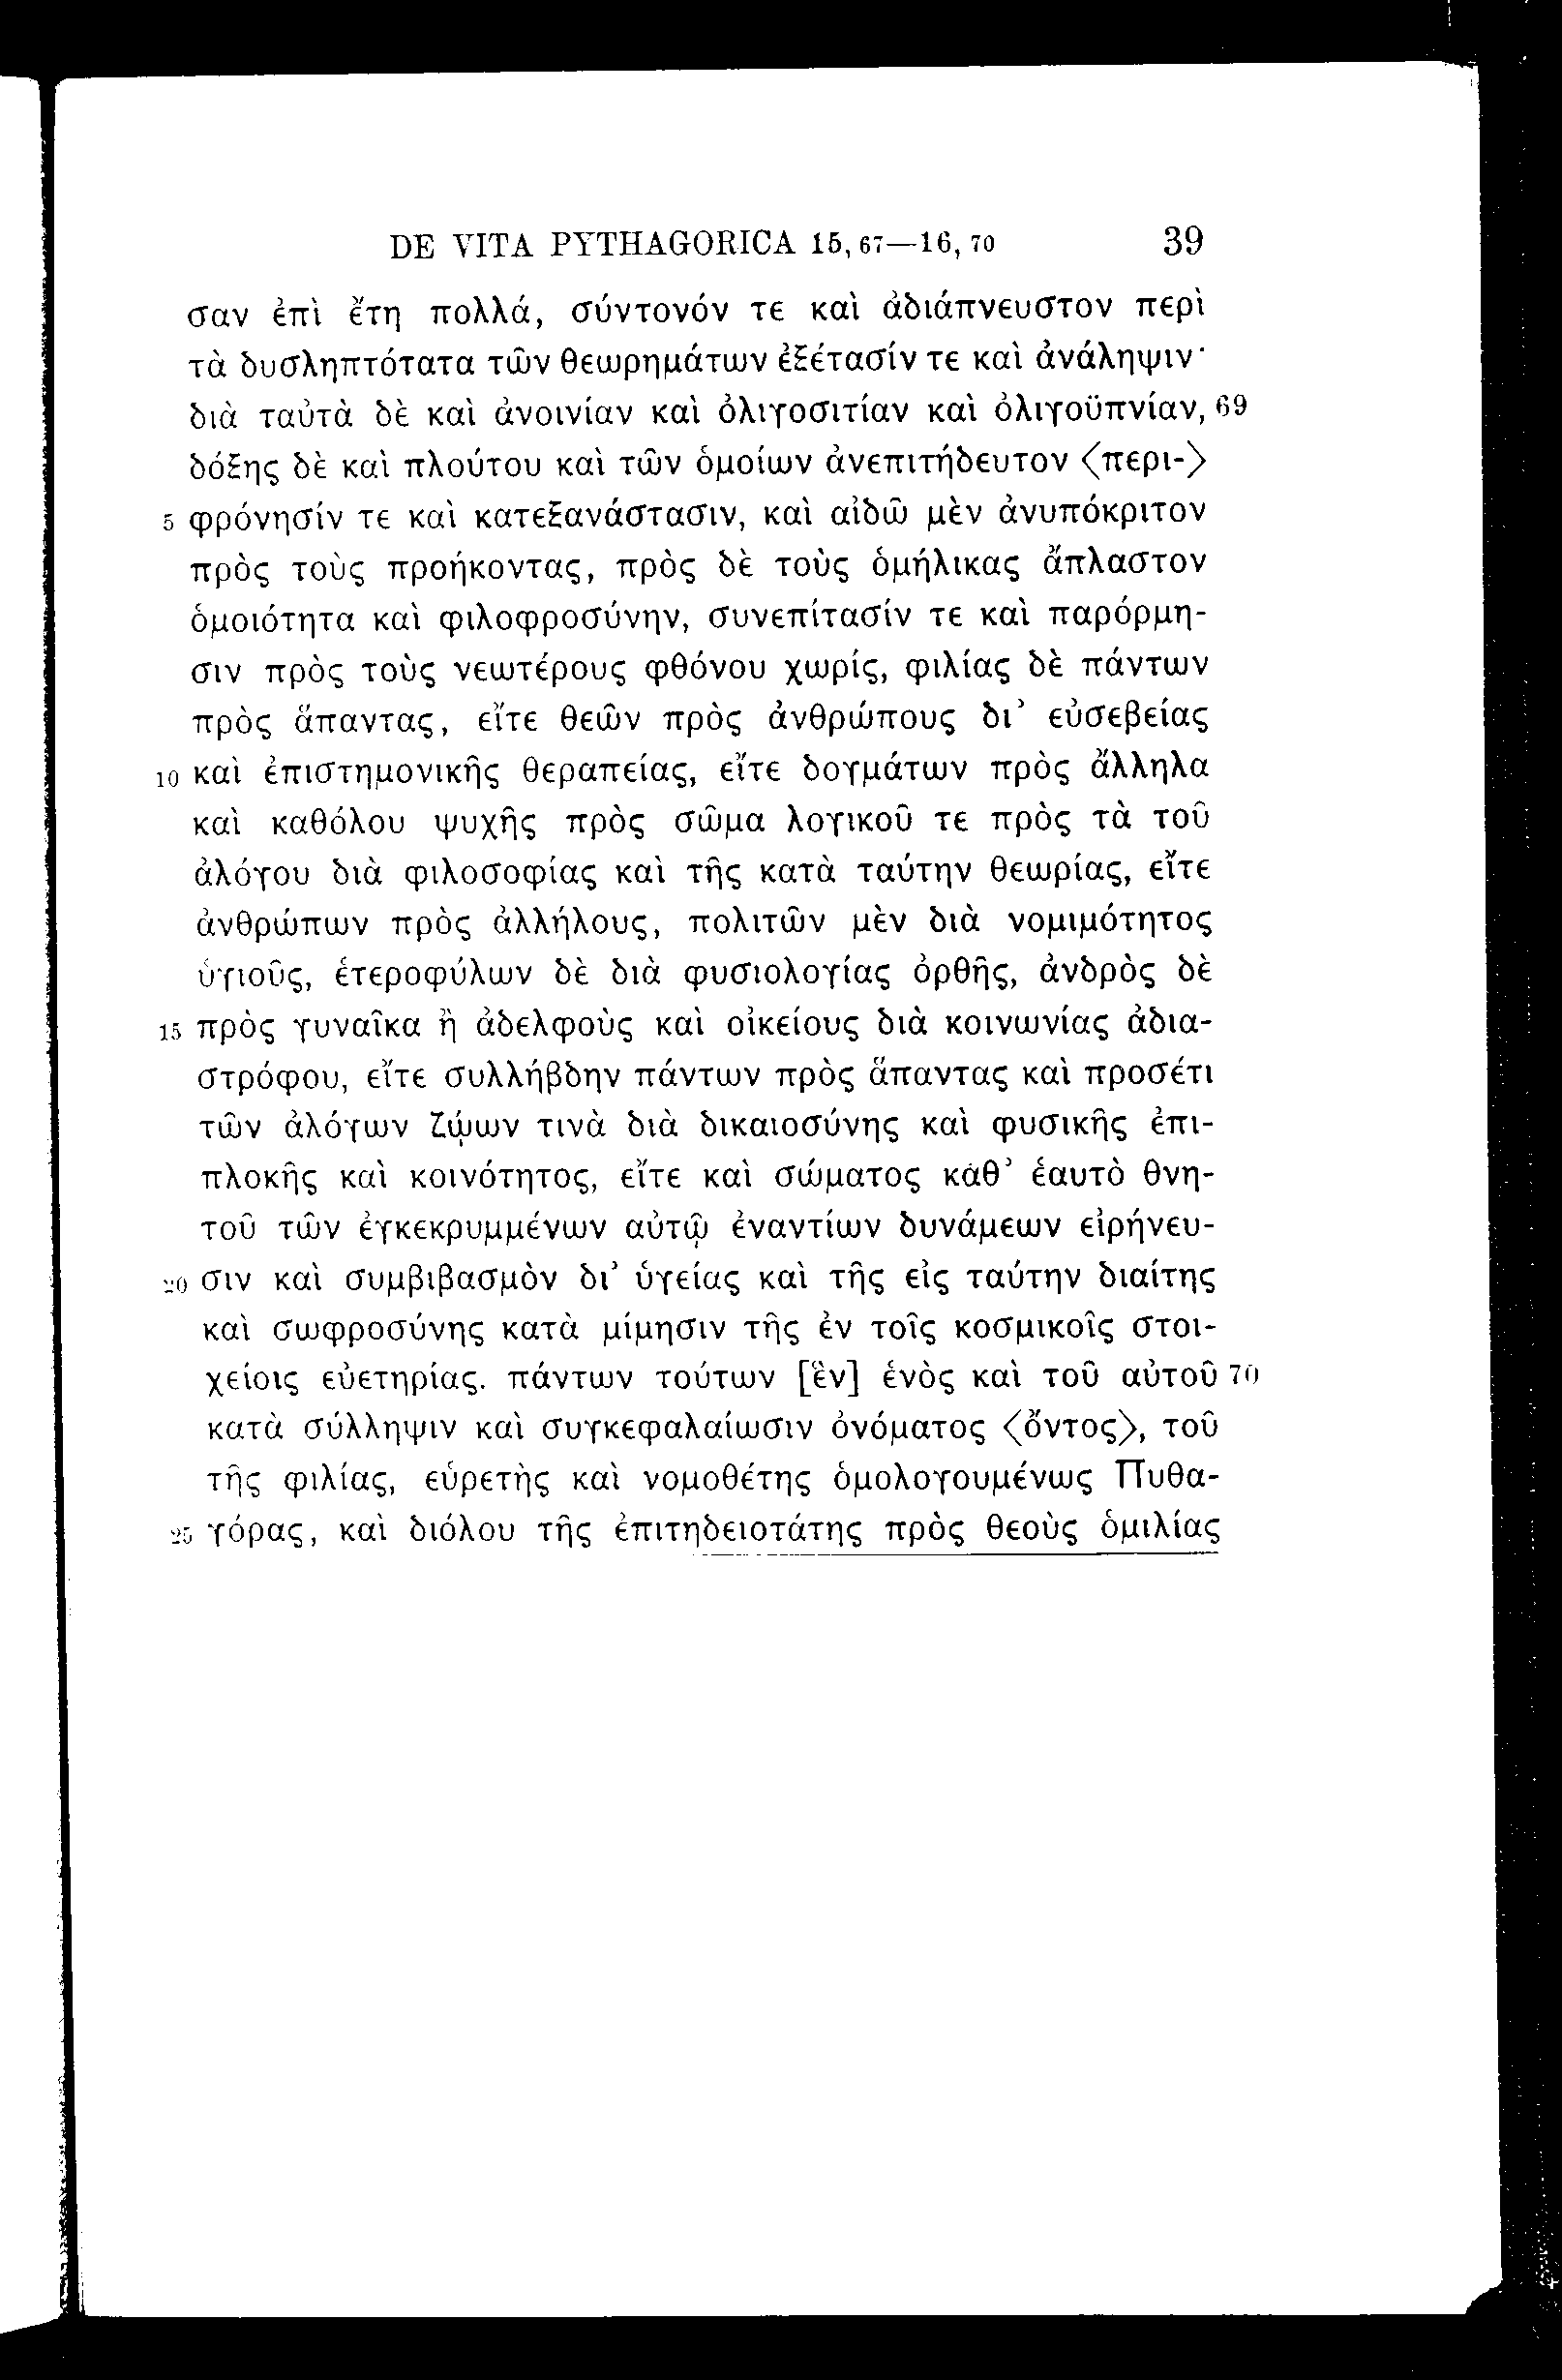 DE VITA PYTHAGORICA 15, 67—16, 70 39
σαν ἐπὶ ἔτη πολλά, σύντονόν τε καὶ ἀδιάπνευστον περὶ
τὰ δυσληπτότατα τῶν θεωρημάτων ἐξέτασίν τε καὶ ἀνάληψιν·
διὰ ταὐτὰ δὲ καὶ ἀνοινίαν καὶ ὀλιγοσιτίαν καὶ ὀλιγοϋπνίαν, 69
δόξης δὲ καὶ πλούτου καὶ τῶν ὁμοίων ἀνεπιτήδευτον ⟨περι-⟩
5 φρόνησίν τε καὶ κατεξανάστασιν, καὶ αἰδῶ μὲν ἀνυπόκριτον
πρὸς τοὺς προήκοντας, πρὸς δὲ τοὺς ὁμήλικας ἄπλαστον
ὁμοιότητα καὶ φιλοφροσύνην, συνεπίτασίν τε καὶ παρόρμη-
σιν πρὸς τοὺς νεωτέρους φθόνου χωρίς, φιλίας δὲ πάντων
πρὸς ἅπαντας, εἴτε θεῶν πρὸς ἀνθρώπους δι’ εὐσεβείας
10 καὶ ἐπιστημονικῆς θεραπείας, εἴτε δογμάτων πρὸς ἄλληλα
καὶ καθόλου ψυχῆς πρὸς σῶμα λογικοῦ τε πρὸς τὰ τοῦ
ἀλόγου διὰ φιλοσοφίας καὶ τῆς κατὰ ταύτην θεωρίας, εἴτε
ἀνθρώπων πρὸς ἀλλήλους, πολιτῶν μὲν διὰ νομιμότητος
ὑγιοῦς, ἑτεροφύλων δὲ διὰ φυσιολογίας ὀρθῆς, ἀνδρὸς δὲ
15 πρὸς γυναῖκα ἢ ἀδελφοὺς καὶ οἰκείους διὰ κοινωνίας ἀδια-
στρόφου, εἴτε συλλήβδην πάντων πρὸς ἅπαντας καὶ προσέτι
τῶν ἀλόγων ζῴων τινὰ διὰ δικαιοσύνης καὶ φυσικῆς ἐπι-
πλοκῆς καὶ κοινότητος, εἴτε καὶ σώματος καθ’ ἑαυτὸ θνη-
τοῦ τῶν ἐγκεκρυμμένων αὐτῷ ἐναντίων δυνάμεων εἰρήνευ-
20 σιν καὶ συμβιβασμὸν δι’ ὑγείας καὶ τῆς εἰς ταύτην διαίτης
καὶ σωφροσύνης κατὰ μίμησιν τῆς ἐν τοῖς κοσμικοῖς στοι-
χείοις εὐετηρίας. πάντων τούτων [ἓν] ἑνὸς καὶ τοῦ αὐτοῦ 70
κατὰ σύλληψιν καὶ συγκεφαλαίωσιν ὀνόματος ⟨ὄντος⟩, τοῦ
τῆς φιλίας, εὑρετὴς καὶ νομοθέτης ὁμολογουμένως Πυθα-
25 γόρας, καὶ διόλου τῆς ἐπιτηδειοτάτης πρὸς θεοὺς ὁμιλίας